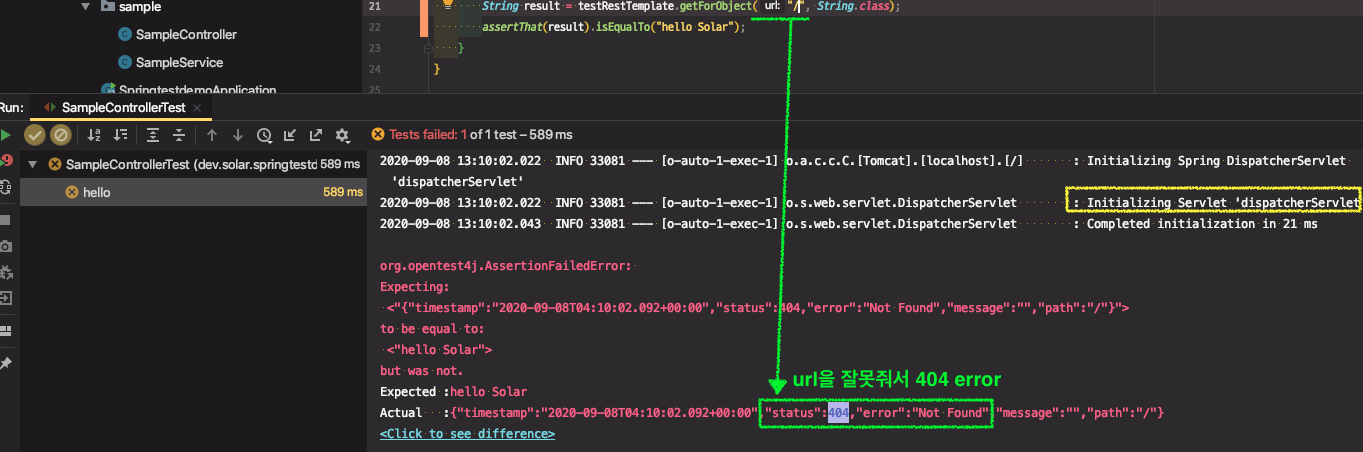 sample
SampleController
SampleService
SpringtestdemoApplication
21 String result = testRestTemplate.getForObject( url: "/", String.class);
22 assertThat(result).isEqualTo("hello Solar");
23 }
24 }
25
Run: SampleControllerTest
Tests failed: 1 of 1 test – 589 ms
SampleControllerTest (dev.solar.springtestd 589 ms
hello 589 ms
2020-09-08 13:10:02.022 INFO 33081 --- [o-auto-1-exec-1] o.a.c.c.C.[Tomcat].[localhost].[/] : Initializing Spring DispatcherServlet
'dispatcherServlet'
2020-09-08 13:10:02.022 INFO 33081 --- [o-auto-1-exec-1] o.s.web.servlet.DispatcherServlet : Initializing Servlet 'dispatcherServlet
2020-09-08 13:10:02.043 INFO 33081 --- [o-auto-1-exec-1] o.s.web.servlet.DispatcherServlet : Completed initialization in 21 ms
org.opentest4j.AssertionFailedError:
Expecting:
<"{"timestamp":"2020-09-08T04:10:02.092+00:00","status":404,"error":"Not Found","message":"","path":"/"}">
to be equal to:
<"hello Solar">
but was not.
Expected :hello Solar
url을 잘못줘서 404 error
Actual :{"timestamp":"2020-09-08T04:10:02.092+00:00","status":404,"error":"Not Found","message":"","path":"/"}
<Click to see difference>